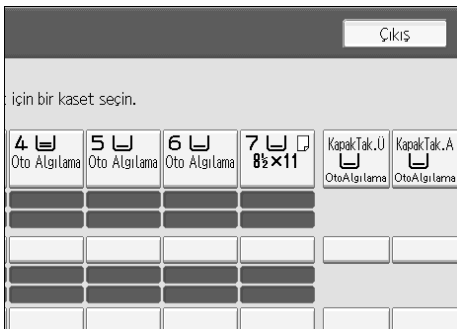 Çıkış
için bir kaset seçin.
4 5 6 7 KapakTak.Ü KapakTak.A
Oto Algılama Oto Algılama Oto Algılama 8½×11 OtoAlgılama OtoAlgılama